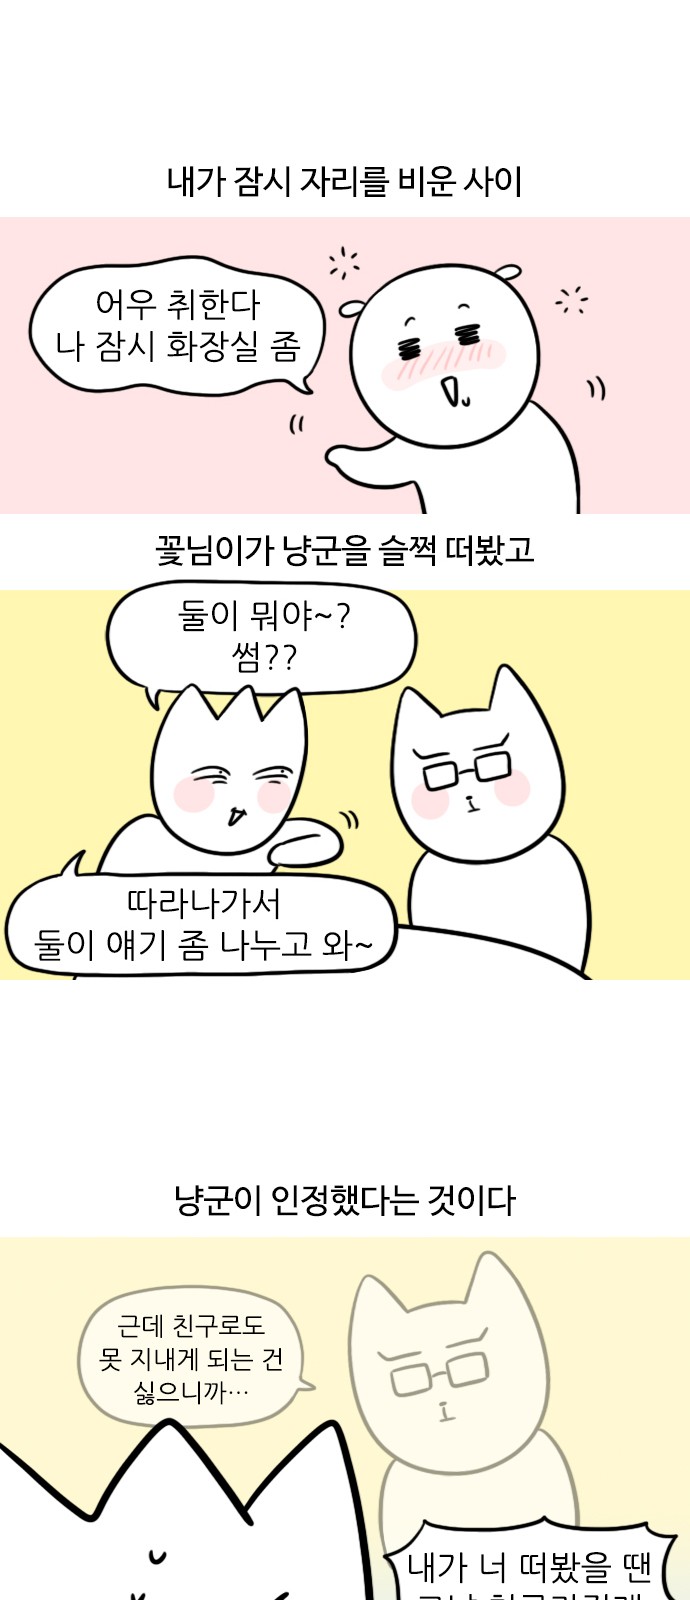 내가 잠시 자리를 비운 사이
어우 취한다
나 잠시 화장실 좀
꽃님이가 냥군을 슬쩍 떠봤고
둘이 뭐야~?
썸??
따라나가서
둘이 얘기 좀 나누고 와~
냥군이 인정했다는 것이다
근데 친구로도
못 지내게 되는 건
싫으니까…
내가 너 떠봤을 땐